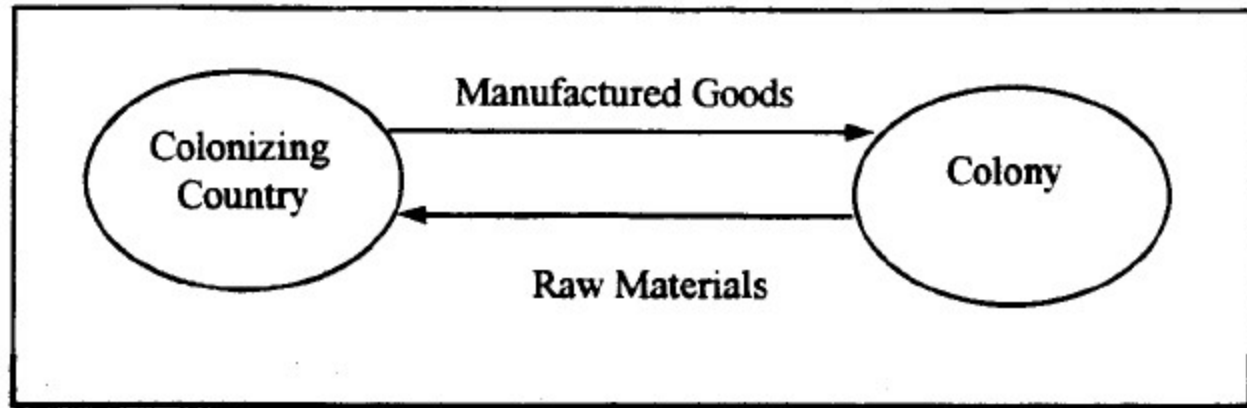 Manufactured Goods
Colonizing
Country
Colony
Raw Materials